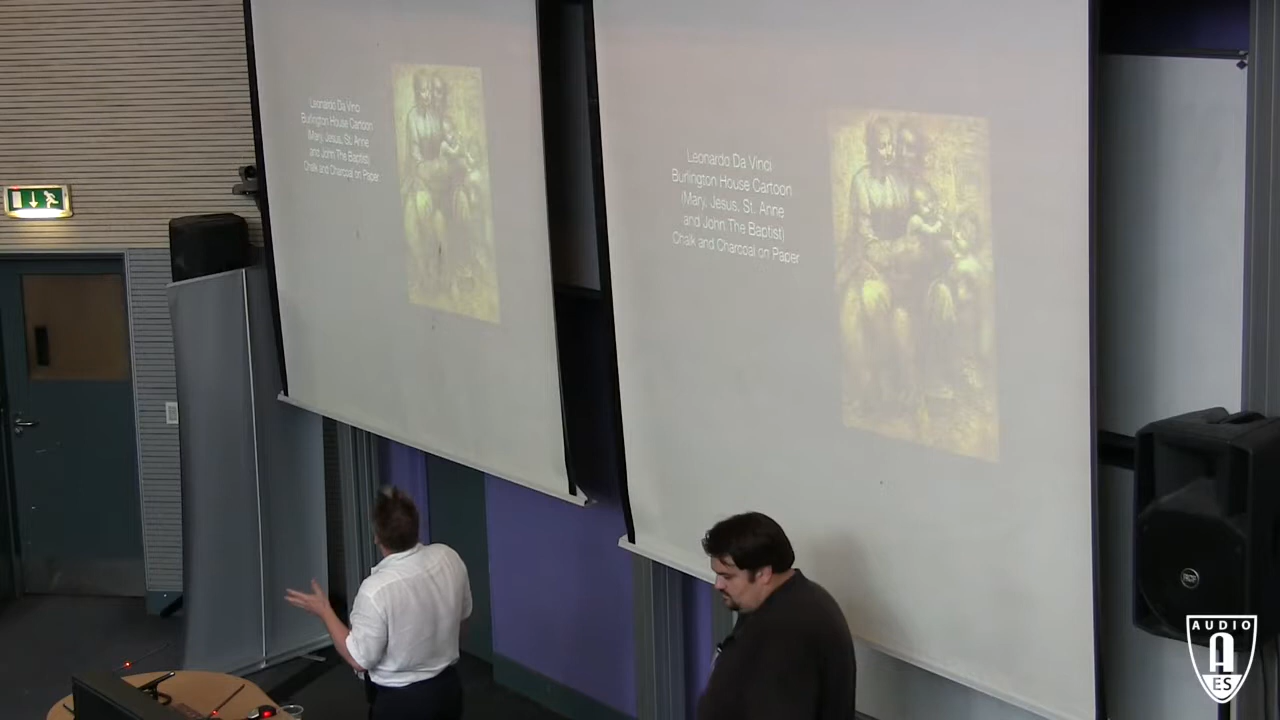 Leonardo Da Vinci
Burlington House Cartoon
(Mary, Jesus, St. Anne
and John The Baptist)
Chalk and Charcoal on Paper
Leonardo Da Vinci
Burlington House Cartoon
(Mary, Jesus, St. Anne
and John The Baptist)
Chalk and Charcoal on Paper
RCF
AUDIO
A
ES